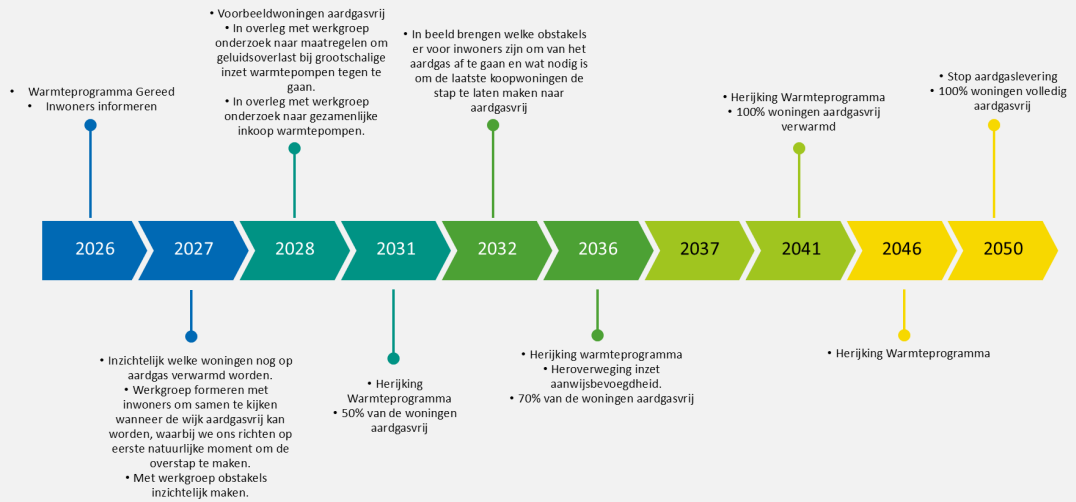 • Warmteprogramma Gereed
• Inwoners informeren
• Voorbeeldwoningen aardgasvrij
• In overleg met werkgroep
onderzoek naar maatregelen om
geluidsoverlast bij grootschalige
inzet warmtepompen tegen te
gaan.
• In overleg met werkgroep
onderzoek naar gezamenlijke
inkoop warmtepompen.
• In beeld brengen welke obstakels
er voor inwoners zijn om van het
aardgas af te gaan en wat nodig is
om de laatste koopwoningen de
stap te laten maken naar
aardgasvrij
• Herijking Warmteprogramma
• 100% woningen aardgasvrij
verwarmd
• Stop aardgaslevering
• 100% woningen volledig
aardgasvrij
2026
2027
2028
2031
2032
2036
2037
2041
2046
2050
• Inzichtelijk welke woningen nog op
aardgas verwarmd worden.
• Werkgroep formeren met
inwoners om samen te kijken
wanneer de wijk aardgasvrij kan
worden, waarbij we ons richten op
eerste natuurlijke moment om de
overstap te maken.
• Met werkgroep obstakels
inzichtelijk maken.
• Herijking
Warmteprogramma
• 50% van de woningen
aardgasvrij
• Herijking warmteprogramma
• Heroverweging inzet
aanwijsbevoegdheid.
• 70% van de woningen aardgasvrij
• Herijking Warmteprogramma